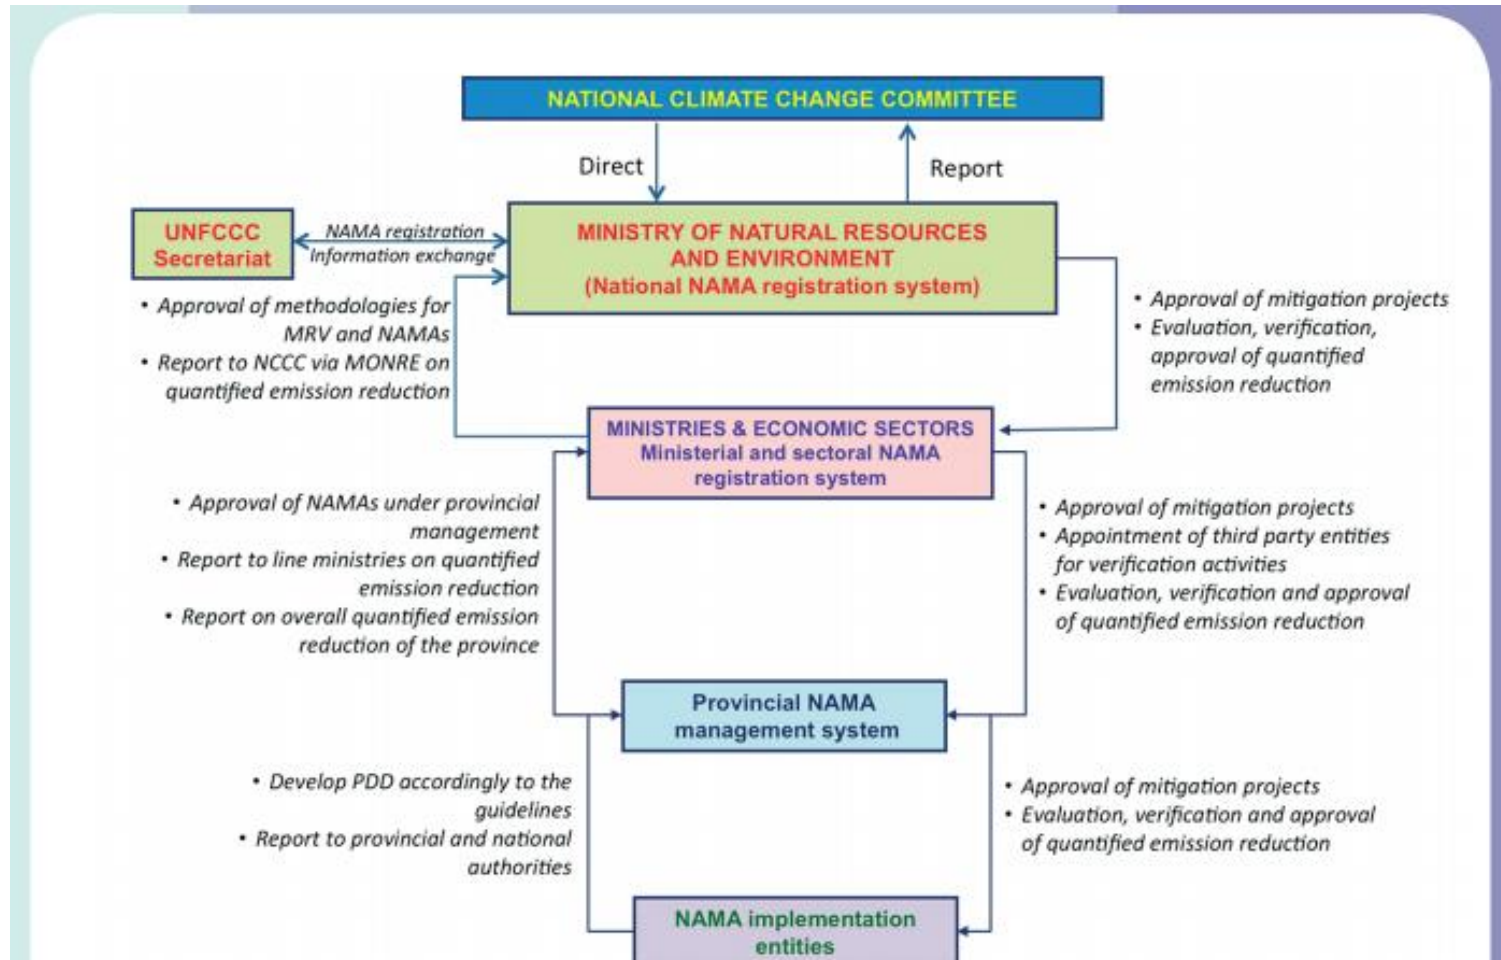 NATIONAL CLIMATE CHANGE COMMITTEE
Direct
Report
UNFCCC
Secretariat
NAMA registration
Information exchange
MINISTRY OF NATURAL RESOURCES
AND ENVIRONMENT
(National NAMA registration system)
• Approval of methodologies for
MRV and NAMAs
• Report to NCCC via MONRE on
quantified emission reduction
• Approval of mitigation projects
• Evaluation, verification,
approval of quantified
emission reduction
MINISTRIES & ECONOMIC SECTORS
Ministerial and sectoral NAMA
registration system
• Approval of NAMAs under provincial
management
• Report to line ministries on quantified
emission reduction
• Report on overall quantified emission
reduction of the province
• Approval of mitigation projects
• Appointment of third party entities
for verification activities
• Evaluation, verification and approval
of quantified emission reduction
Provincial NAMA
management system
• Develop PDD accordingly to the
guidelines
• Report to provincial and national
authorities
• Approval of mitigation projects
• Evaluation, verification and approval
of quantified emission reduction
NAMA implementation
entities